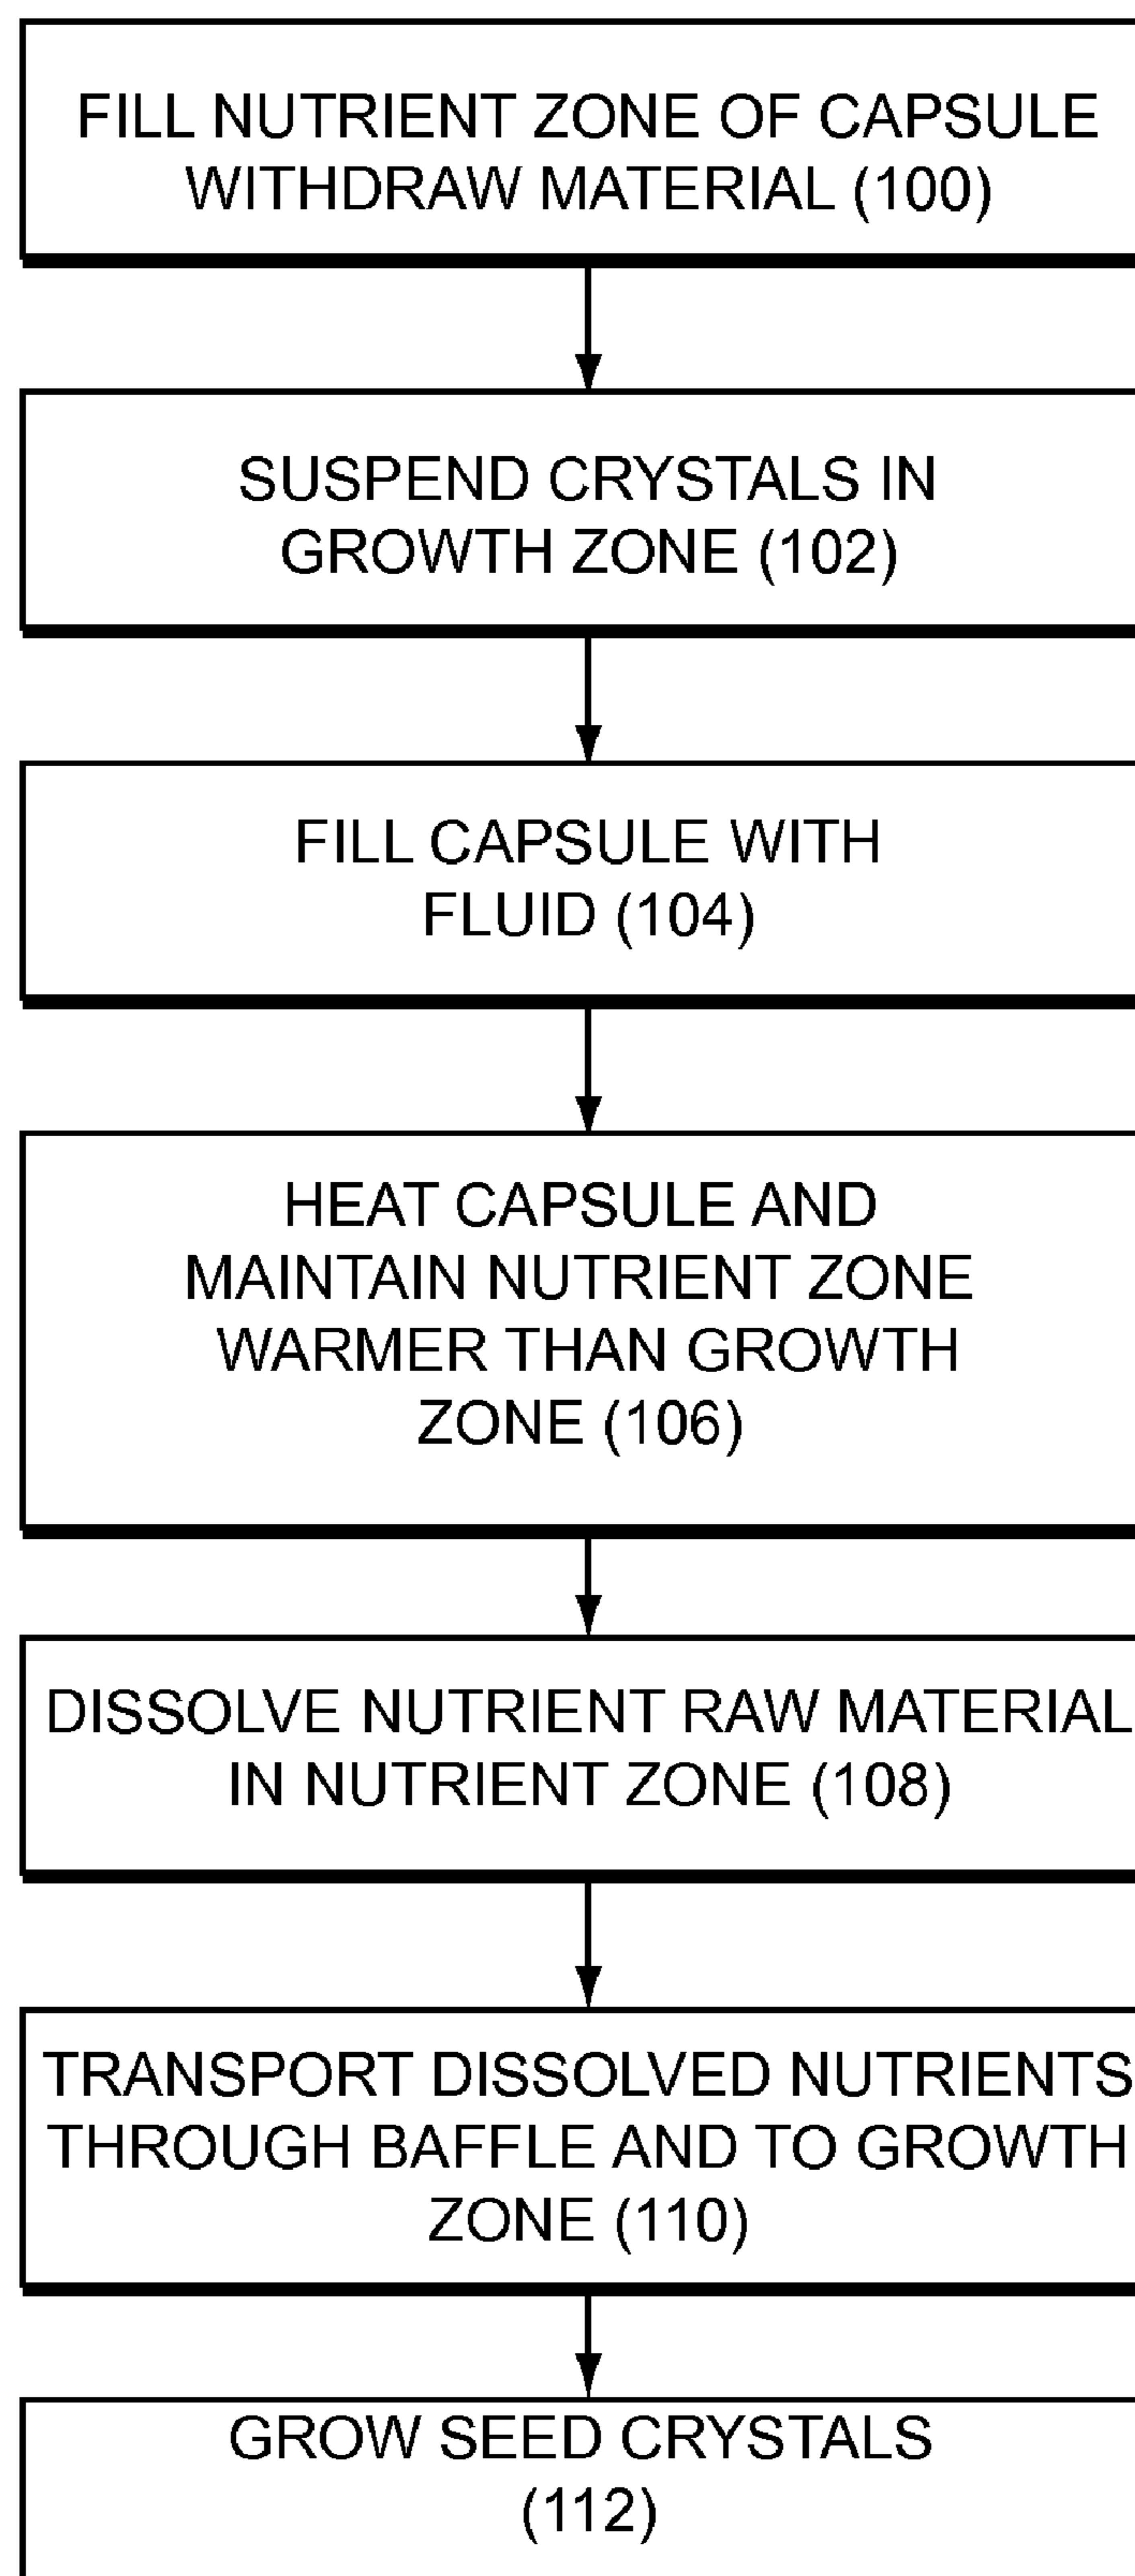 FILL NUTRIENT ZONE OF CAPSULE
WITHDRAW MATERIAL (100)
SUSPEND CRYSTALS IN
GROWTH ZONE (102)
FILL CAPSULE WITH
FLUID (104)
HEAT CAPSULE AND
MAINTAIN NUTRIENT ZONE
WARMER THAN GROWTH
ZONE (106)
DISSOLVE NUTRIENT RAW MATERIAL
IN NUTRIENT ZONE (108)
TRANSPORT DISSOLVED NUTRIENTS
THROUGH BAFFLE AND TO GROWTH
ZONE (110)
GROW SEED CRYSTALS
(112)